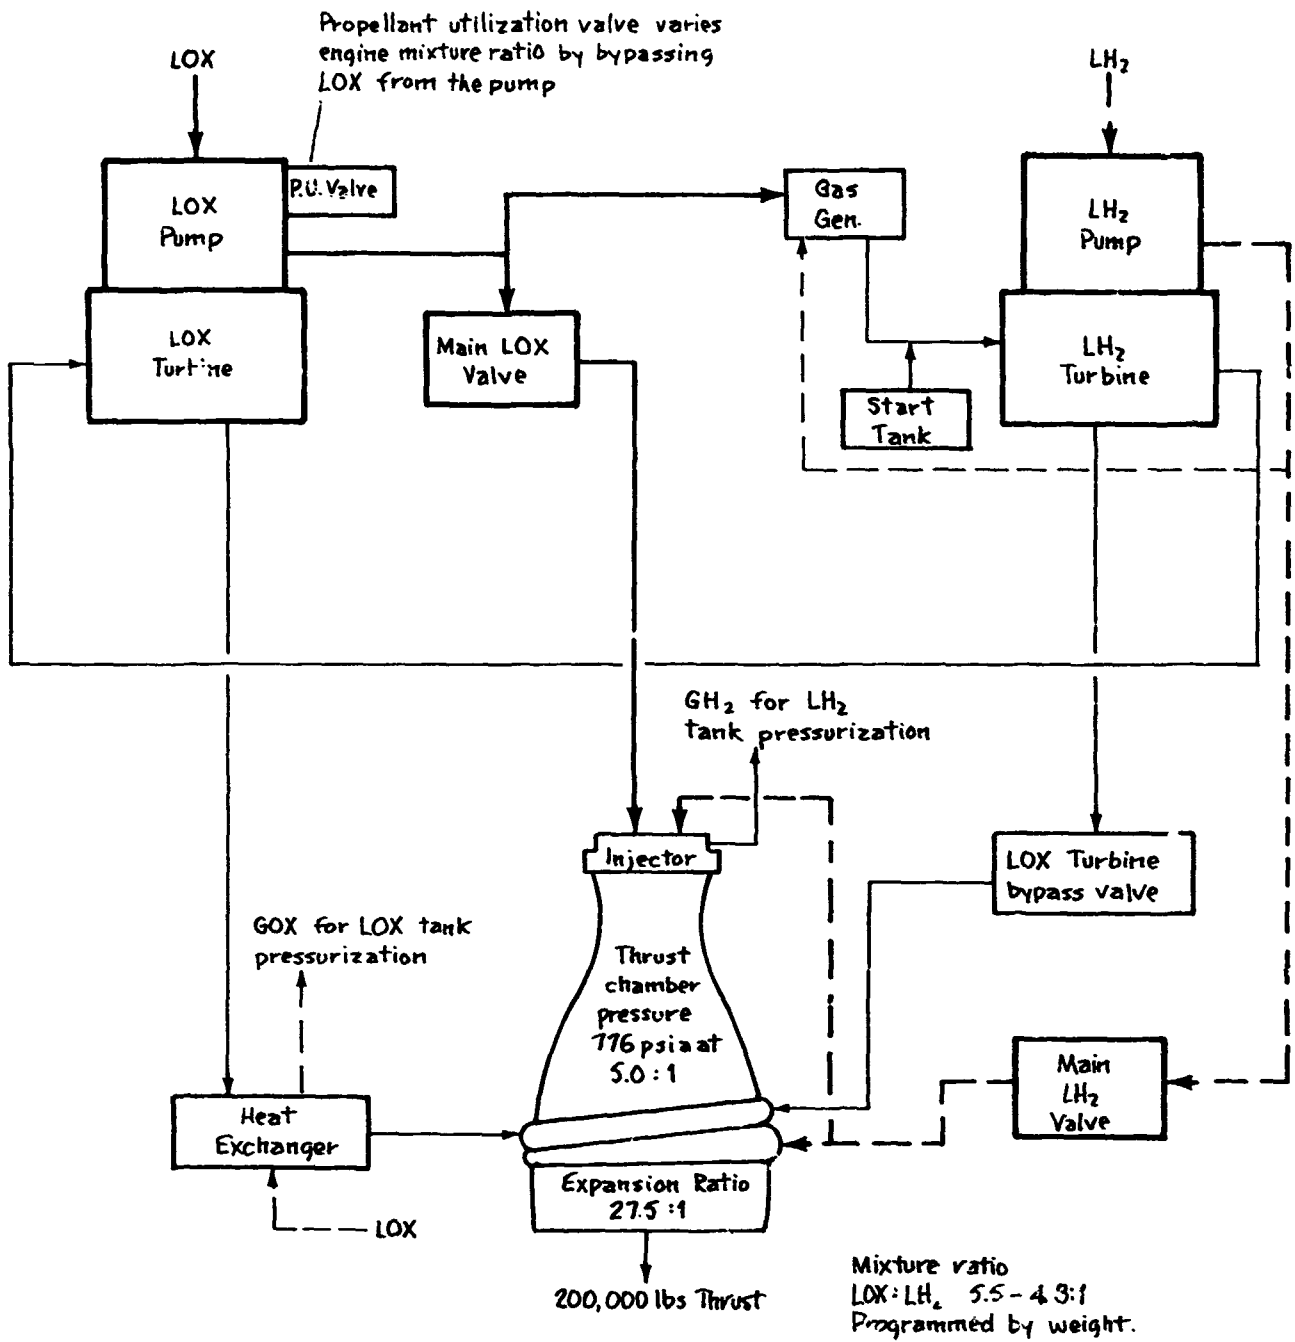 Propellant utilization valve varies
engine mixture ratio by bypassing
LOX from the pump
LOX
LH₂
P.U. Valve
LOX
Pump
Gas
Gen.
LH₂
Pump
LOX
Turbine
Main LOX
Valve
LH₂
Turbine
Start
Tank
GH₂ for LH₂
tank pressurization
Injector
LOX Turbine
bypass valve
GOX for LOX tank
pressurization
Thrust
chamber
pressure
776 psia at
5.0 : 1
Main
LH₂
Valve
Heat
Exchanger
Expansion Ratio
27.5 :1
LOX
200,000 lbs Thrust
Mixture ratio
LOX: LH₂ 5.5 - 4.3:1
Programmed by weight.